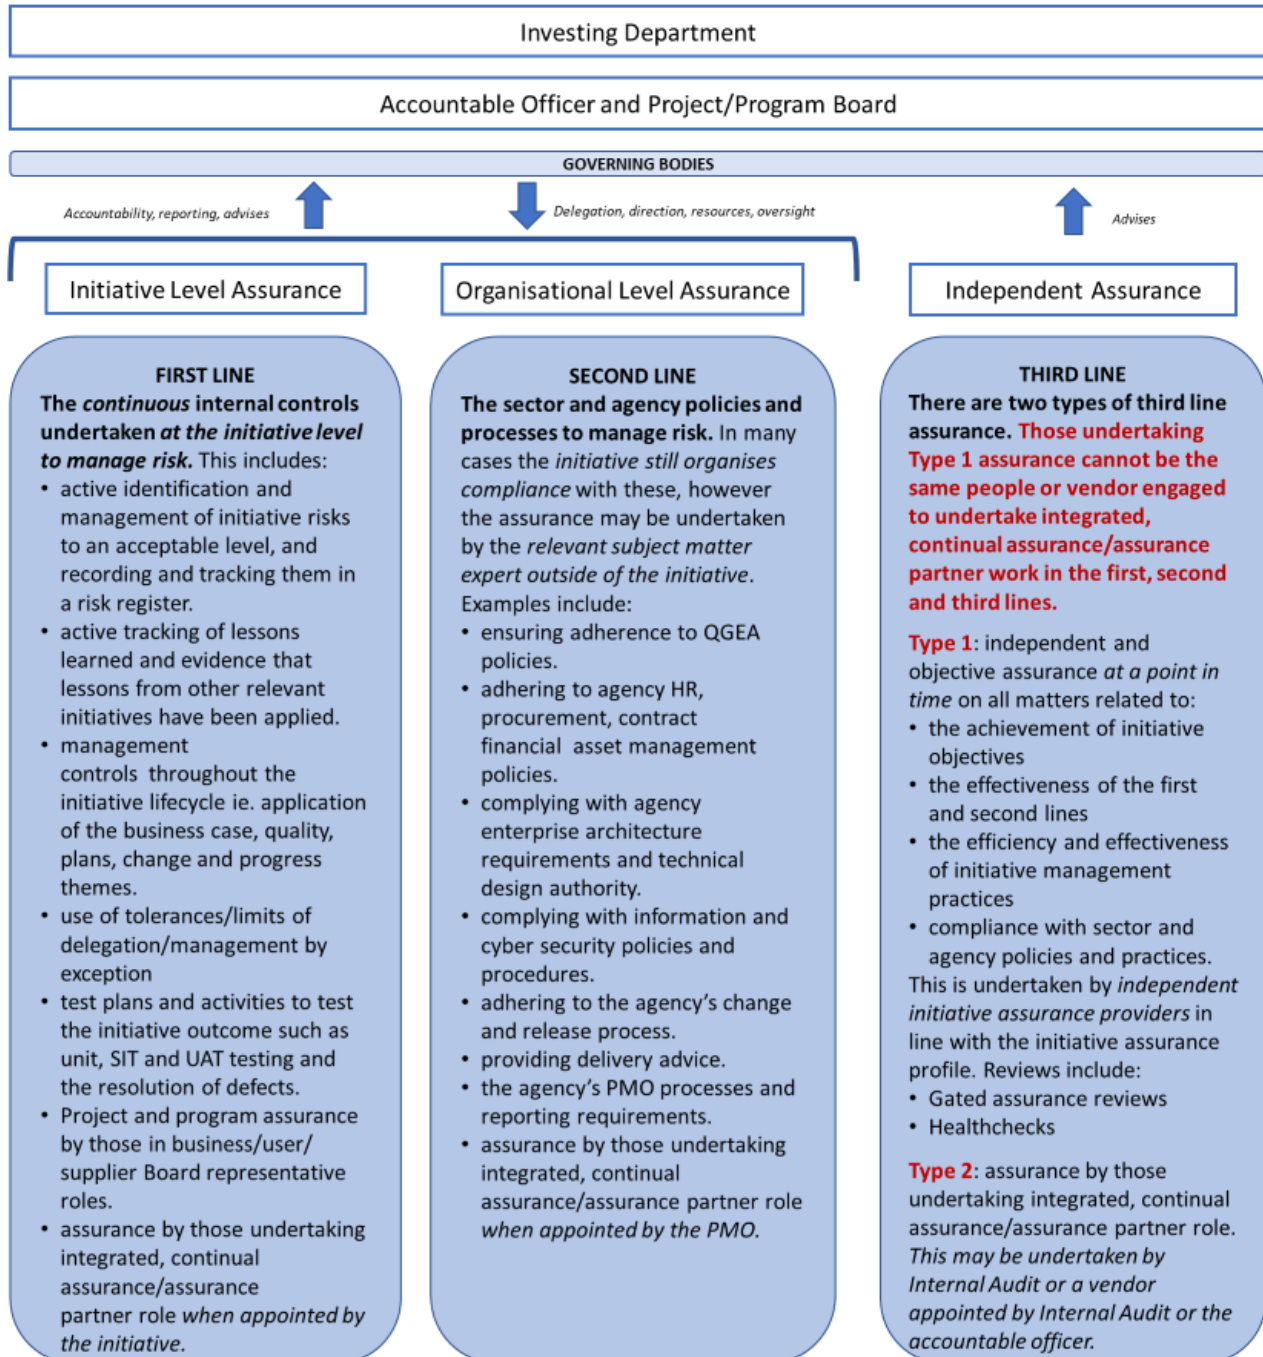 Investing Department
Accountable Officer and Project/Program Board
GOVERNING BODIES
Accountability, reporting, advises
Delegation, direction, resources, oversight
Advises
Initiative Level Assurance
Organisational Level Assurance
Independent Assurance
FIRST LINE
The continuous internal controls
undertaken at the initiative level
to manage risk. This includes:
• active identification and
management of initiative risks
to an acceptable level, and
recording and tracking them in
a risk register.
• active tracking of lessons
learned and evidence that
lessons from other relevant
initiatives have been applied.
• management
controls throughout the
initiative lifecycle ie. application
of the business case, quality,
plans, change and progress
themes.
• use of tolerances/limits of
delegation/management by
exception
• test plans and activities to test
the initiative outcome such as
unit, SIT and UAT testing and
the resolution of defects.
• Project and program assurance
by those in business/user/
supplier Board representative
roles.
• assurance by those undertaking
integrated, continual
assurance/assurance
partner role when appointed by
the initiative.
SECOND LINE
The sector and agency policies and
processes to manage risk. In many
cases the initiative still organises
compliance with these, however
the assurance may be undertaken
by the relevant subject matter
expert outside of the initiative.
Examples include:
• ensuring adherence to QGEA
policies.
• adhering to agency HR,
procurement, contract
financial asset management
policies.
• complying with agency
enterprise architecture
requirements and technical
design authority.
• complying with information and
cyber security policies and
procedures.
• adhering to the agency's change
and release process.
• providing delivery advice.
• the agency's PMO processes and
reporting requirements.
• assurance by those undertaking
integrated, continual
assurance/assurance partner role
when appointed by the PMO.
THIRD LINE
There are two types of third line
assurance. Those undertaking
Type 1 assurance cannot be the
same people or vendor engaged
to undertake integrated,
continual assurance/assurance
partner work in the first, second
and third lines.
Type 1: independent and
objective assurance at a point in
time on all matters related to:
• the achievement of initiative
objectives
• the effectiveness of the first
and second lines
• the efficiency and effectiveness
of initiative management
practices
• compliance with sector and
agency policies and practices.
This is undertaken by independent
initiative assurance providers in
line with the initiative assurance
profile. Reviews include:
• Gated assurance reviews
• Healthchecks
Type 2: assurance by those
undertaking integrated, continual
assurance/assurance partner role.
This may be undertaken by
Internal Audit or a vendor
appointed by Internal Audit or the
accountable officer.